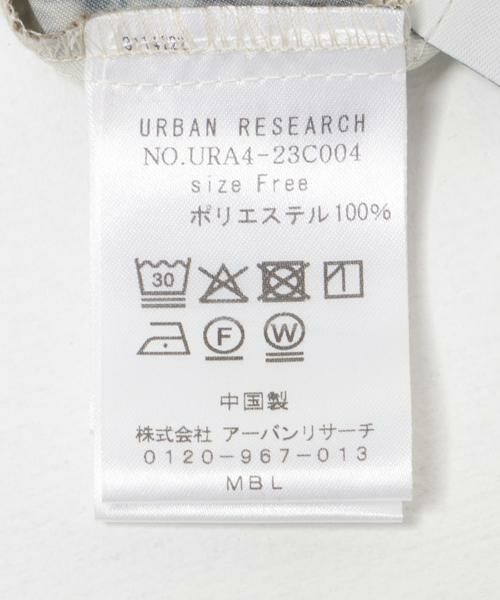 URBAN RESEARCH
NO.URA4-23C004
size Free
ポリエステル100%
30
F W
中国製
株式会社 アーバンリサーチ
0120-967-013
MBL